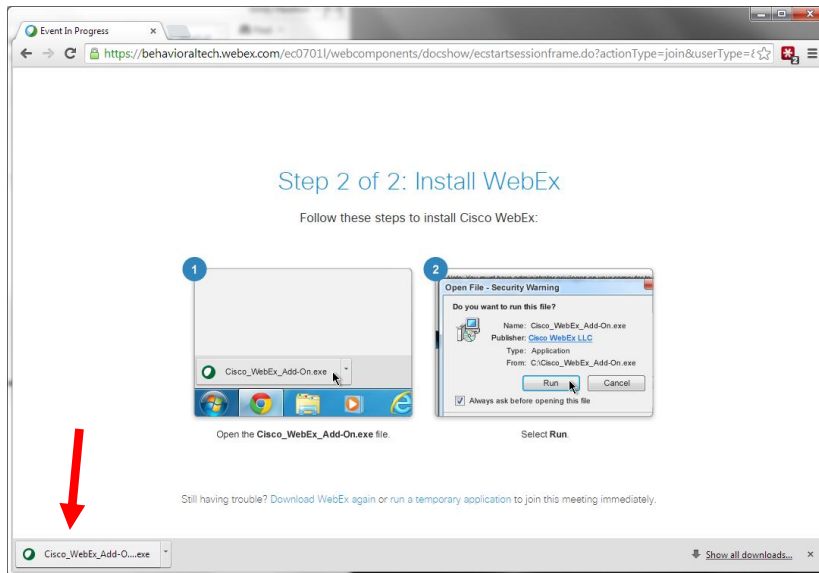 Event In Progress
https://behavioraltech.webex.com/ec0701l/webcomponents/docshow/ecstartsessionframe.do?actionType=join&userType=
2
Step 2 of 2: Install WebEx
Follow these steps to install Cisco WebEx:
1
Cisco_WebEx_Add-On.exe
Open the Cisco_WebEx_Add-On.exe file.
2
Open File - Security Warning
Do you want to run this file?
Name: Cisco_WebEx_Add-On.exe
Publisher: Cisco WebEx LLC
Type: Application
From: C:\Cisco_WebEx_Add-On.exe
Run Cancel
Always ask before opening this file
Select Run.
Still having trouble? Download WebEx again or run a temporary application to join this meeting immediately.
Cisco_WebEx_Add-O....exe
Show all downloads...